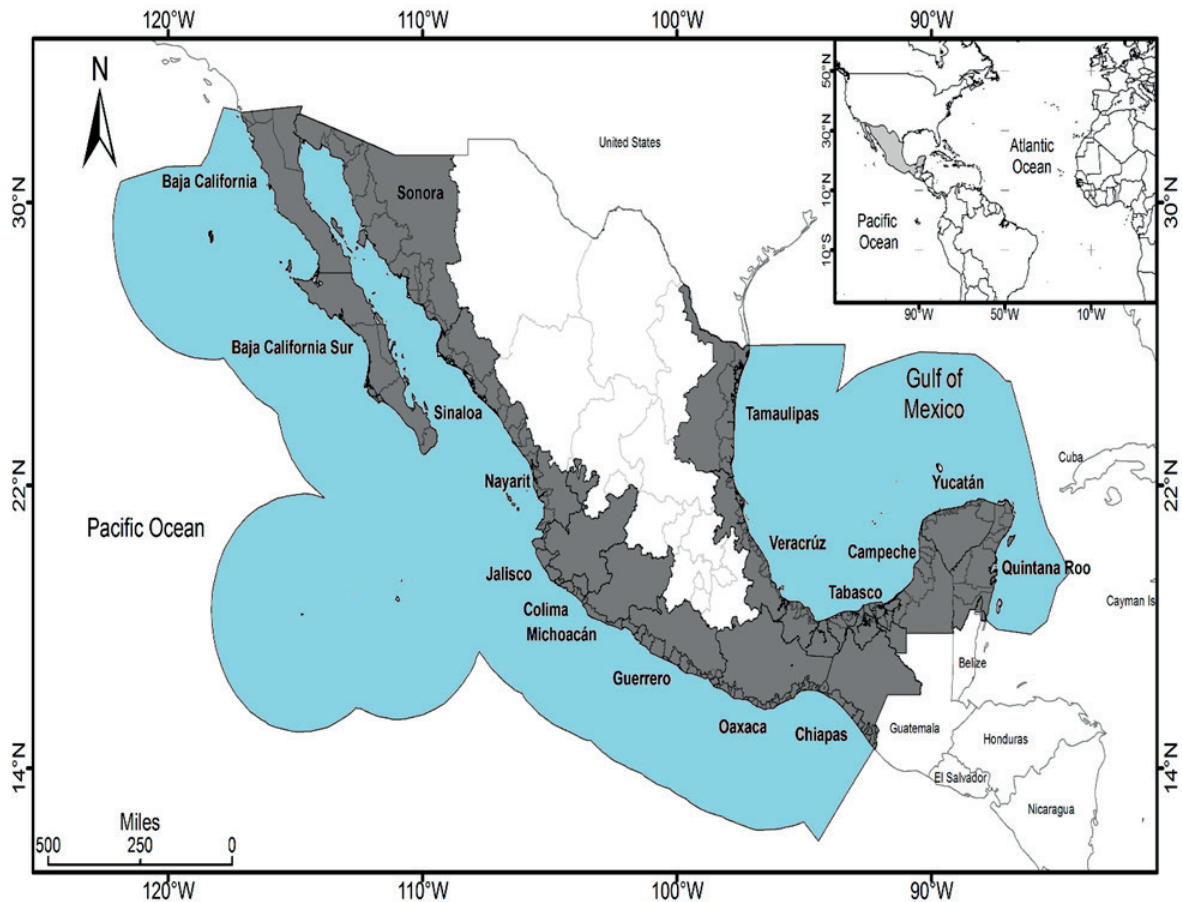 120°W
110°W
100°W
90°W
N
United States
Baja California
Sonora
30°N
30°N
50°N
30°N
10°N
10°S
Atlantic
Ocean
Pacific
Ocean
90°W
50°W
10°W
Baja California Sur
Sinaloa
Tamaulipas
Gulf of
Mexico
Cuba
22°N
22°N
Nayarit
Yucatán
Pacific Ocean
Veracrúz
Campeche
Jalisco
Tabasco
Quintana Roo
Colima
Cayman Is
Michoacán
Guerrero
Belize
Oaxaca
Chiapas
Guatemala
Honduras
14°N
14°N
El Salvador
Nicaragua
Miles
500
250
0
120°W
110°W
100°W
90°W